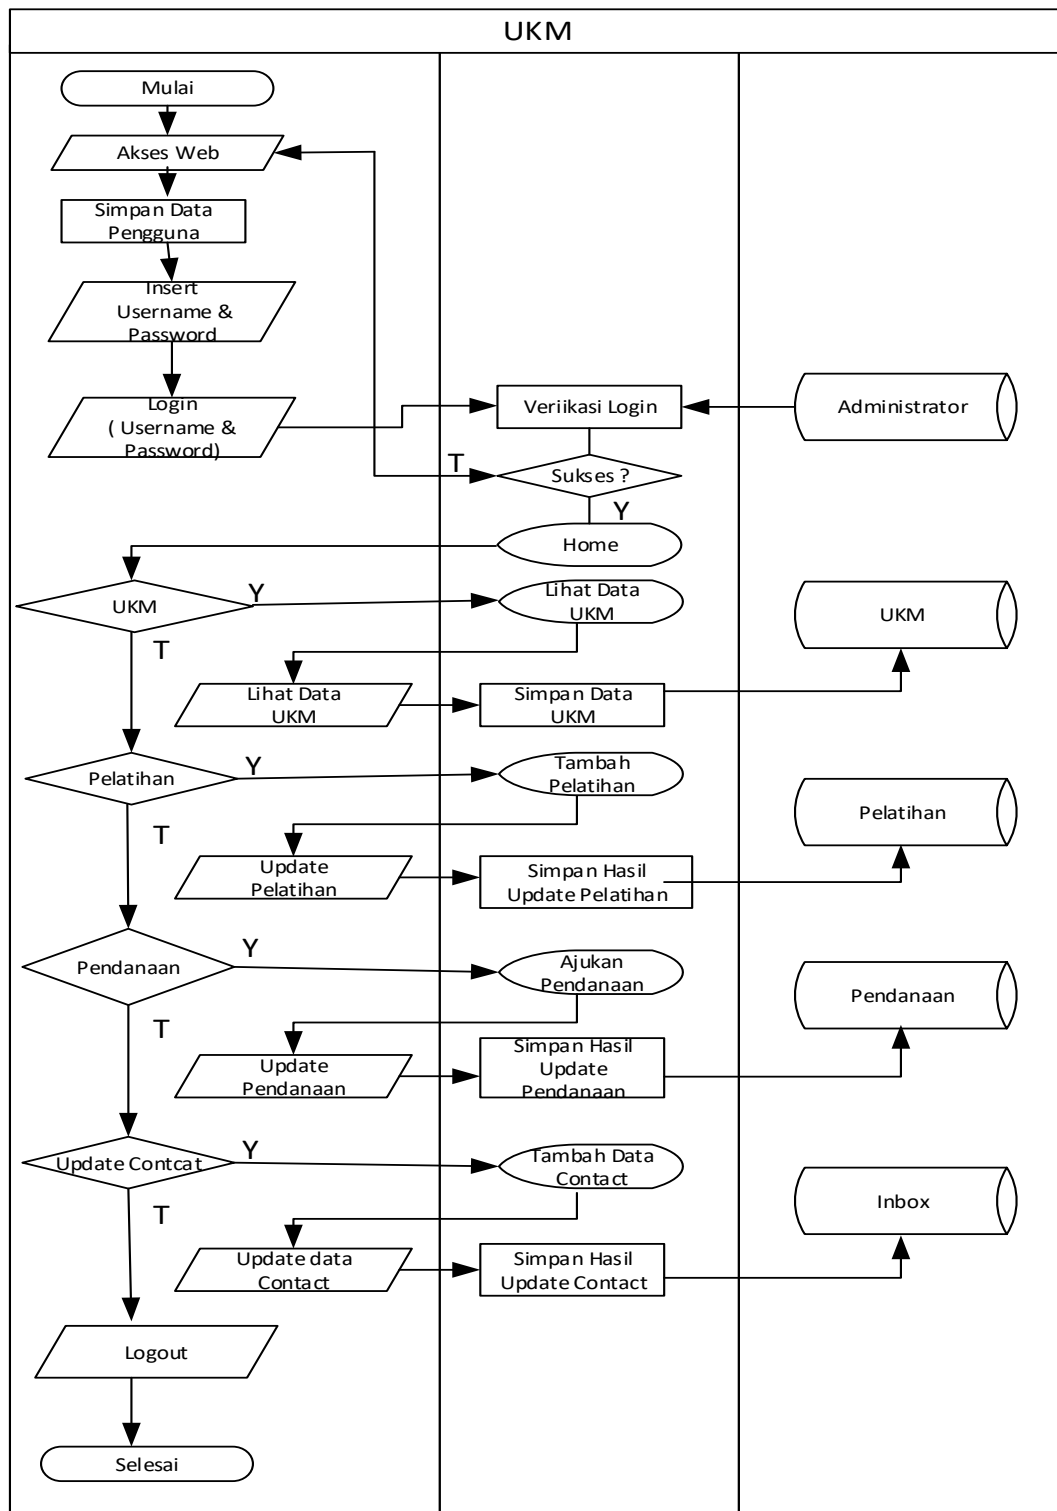 UKM
Mulai
Akses Web
Simpan Data
Pengguna
Insert
Username &
Password
Login
( Username &
Password)
Veriikasi Login
Administrator
T
Sukses ?
Y
Home
UKM
Y
Lihat Data
UKM
UKM
T
Lihat Data
UKM
Simpan Data
UKM
Pelatihan
Y
Tambah
Pelatihan
Pelatihan
T
Update
Pelatihan
Simpan Hasil
Update Pelatihan
Pendanaan
Y
Ajukan
Pendanaan
Pendanaan
T
Update
Pendanaan
Simpan Hasil
Update
Pendanaan
Update Contcat
Y
Tambah Data
Contact
Inbox
T
Update data
Contact
Simpan Hasil
Update Contact
Logout
Selesai